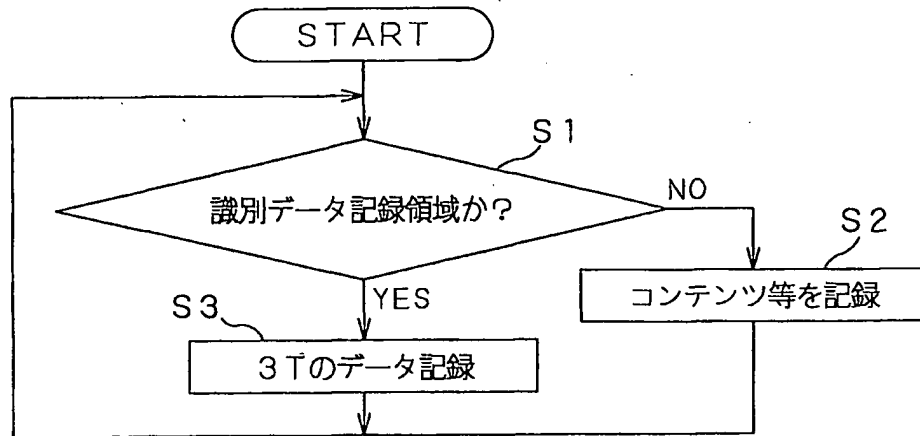 START
S1
識別データ記録領域か?
NO
S2
コンテンツ等を記録
YES
S3
3Tのデータ記録